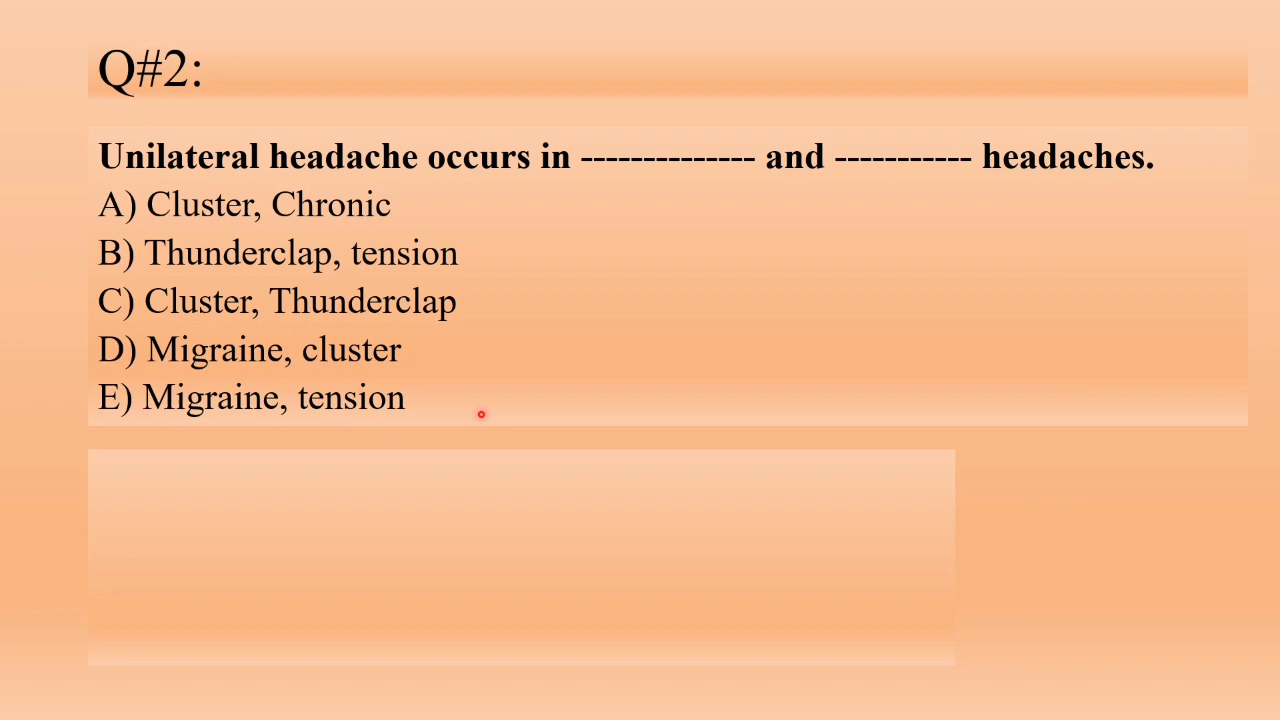 Q#2:
Unilateral headache occurs in -------------- and ----------- headaches.
A) Cluster, Chronic
B) Thunderclap, tension
C) Cluster, Thunderclap
D) Migraine, cluster
E) Migraine, tension